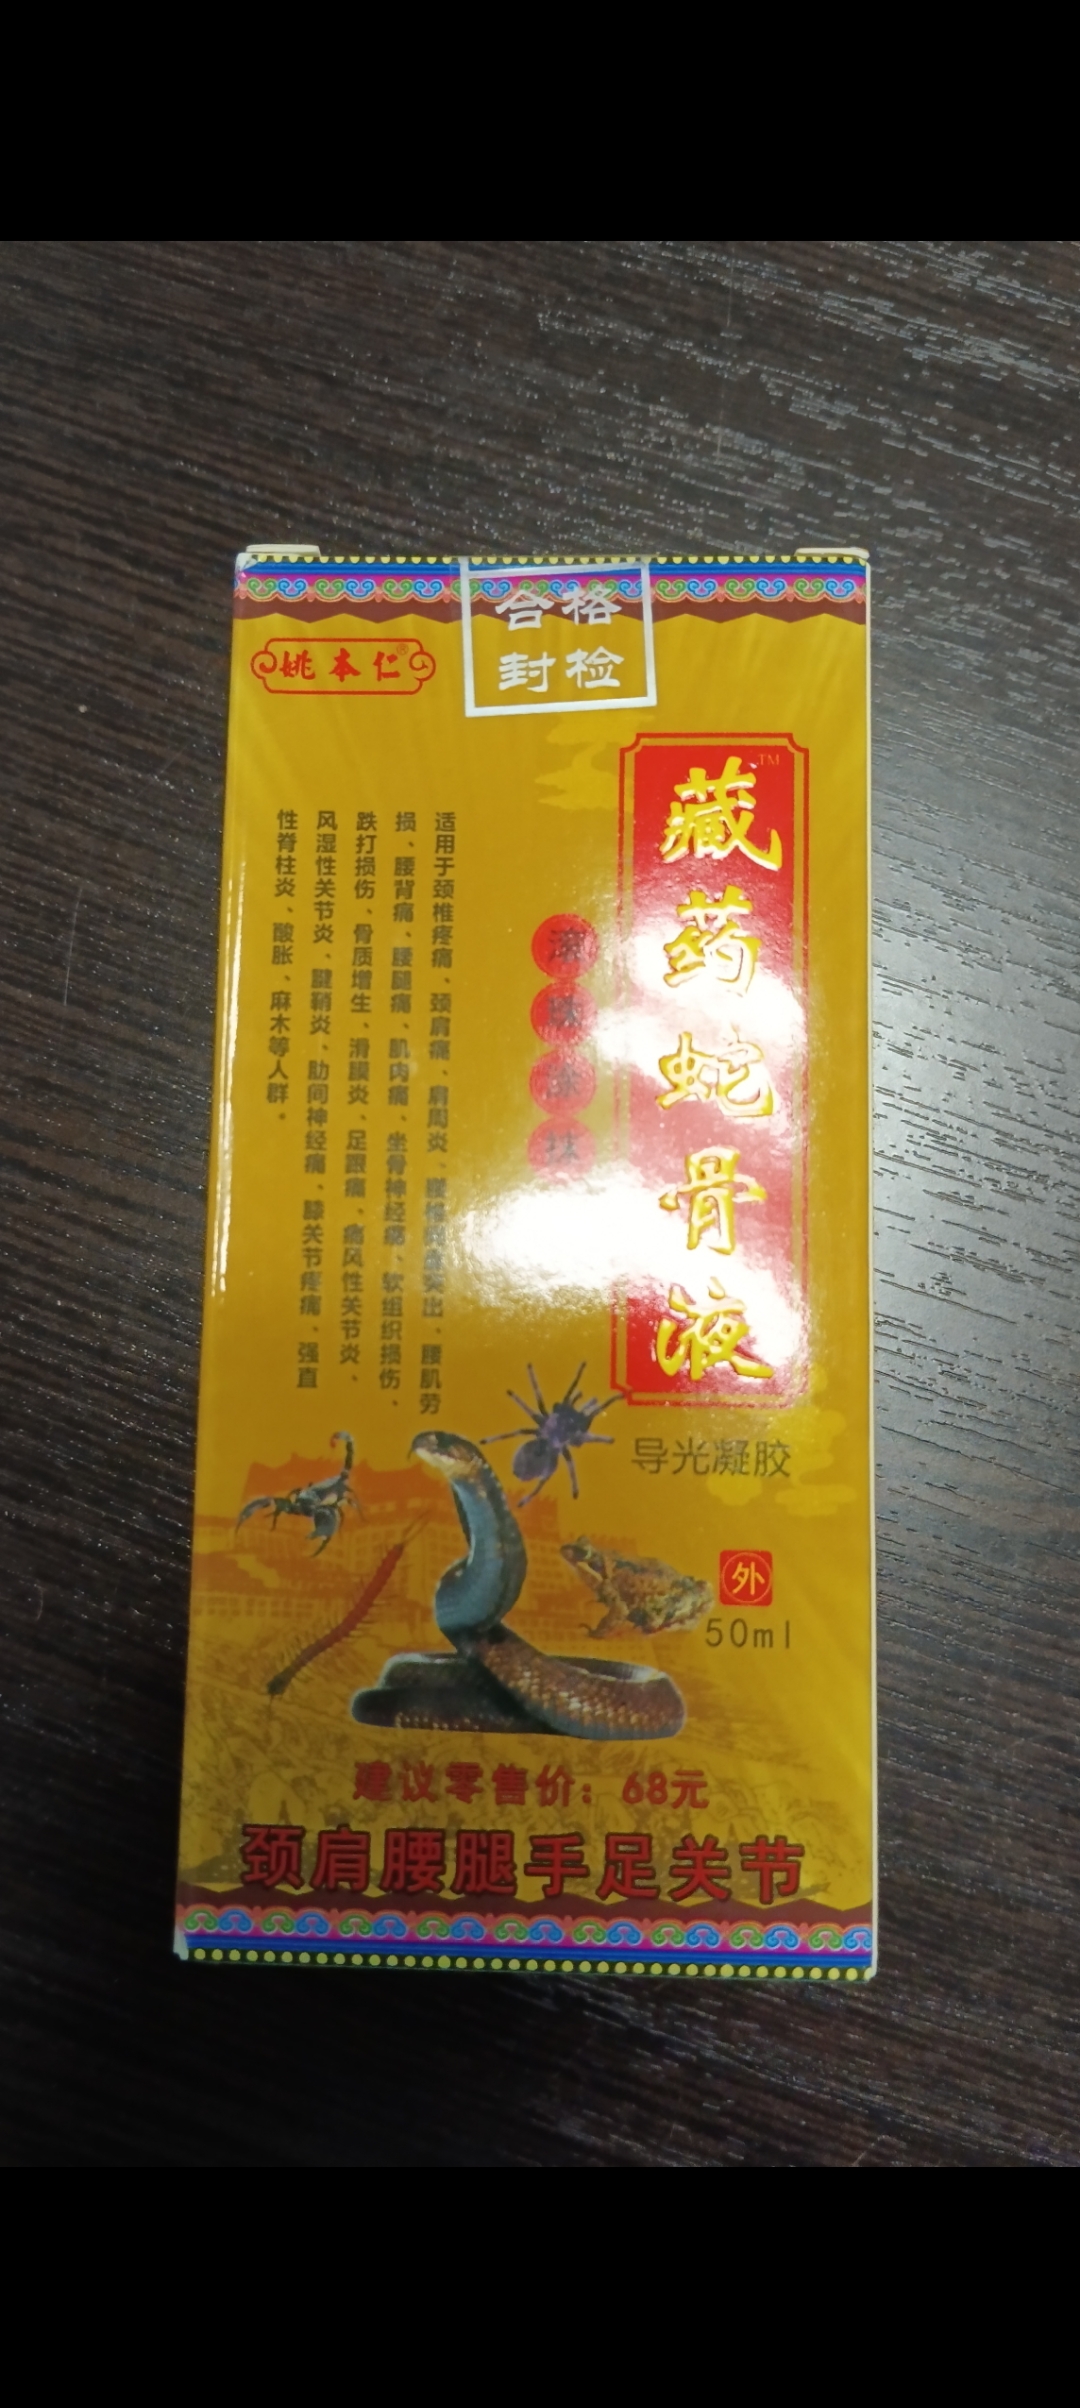 合格
封检
姚本仁®
藏药蛇骨液™
滚珠涂抹
适用于颈椎疼痛、颈肩痛、肩周炎、腰椎间盘突出、腰肌劳
损、腰背痛、腰腿痛、肌肉痛、坐骨神经痛、软组织损伤、
跌打损伤、骨质增生、滑膜炎、足跟痛、痛风性关节炎、
风湿性关节炎、腱鞘炎、肋间神经痛、膝关节疼痛、强直
性脊柱炎、酸胀、麻木等人群。
导光凝胶
外
50ml
建议零售价：68元
颈肩腰腿手足关节